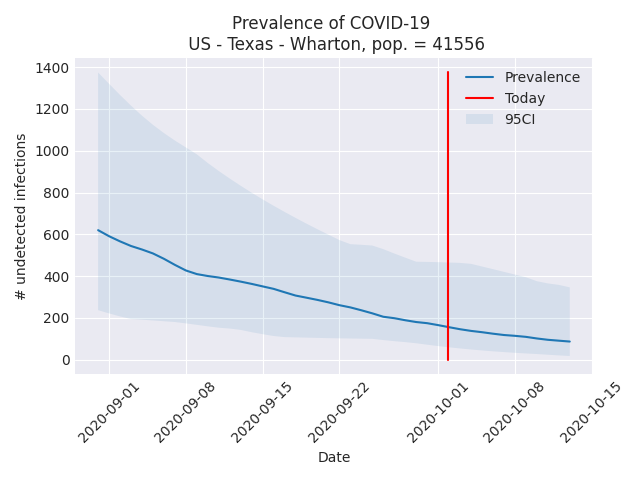 Prevalence of COVID-19
US - Texas - Wharton, pop. = 41556
Prevalence
Today
95CI
# undetected infections
1400
1200
1000
800
600
400
200
0
2020-09-01
2020-09-08
2020-09-15
2020-09-22
2020-10-01
2020-10-08
2020-10-15
Date